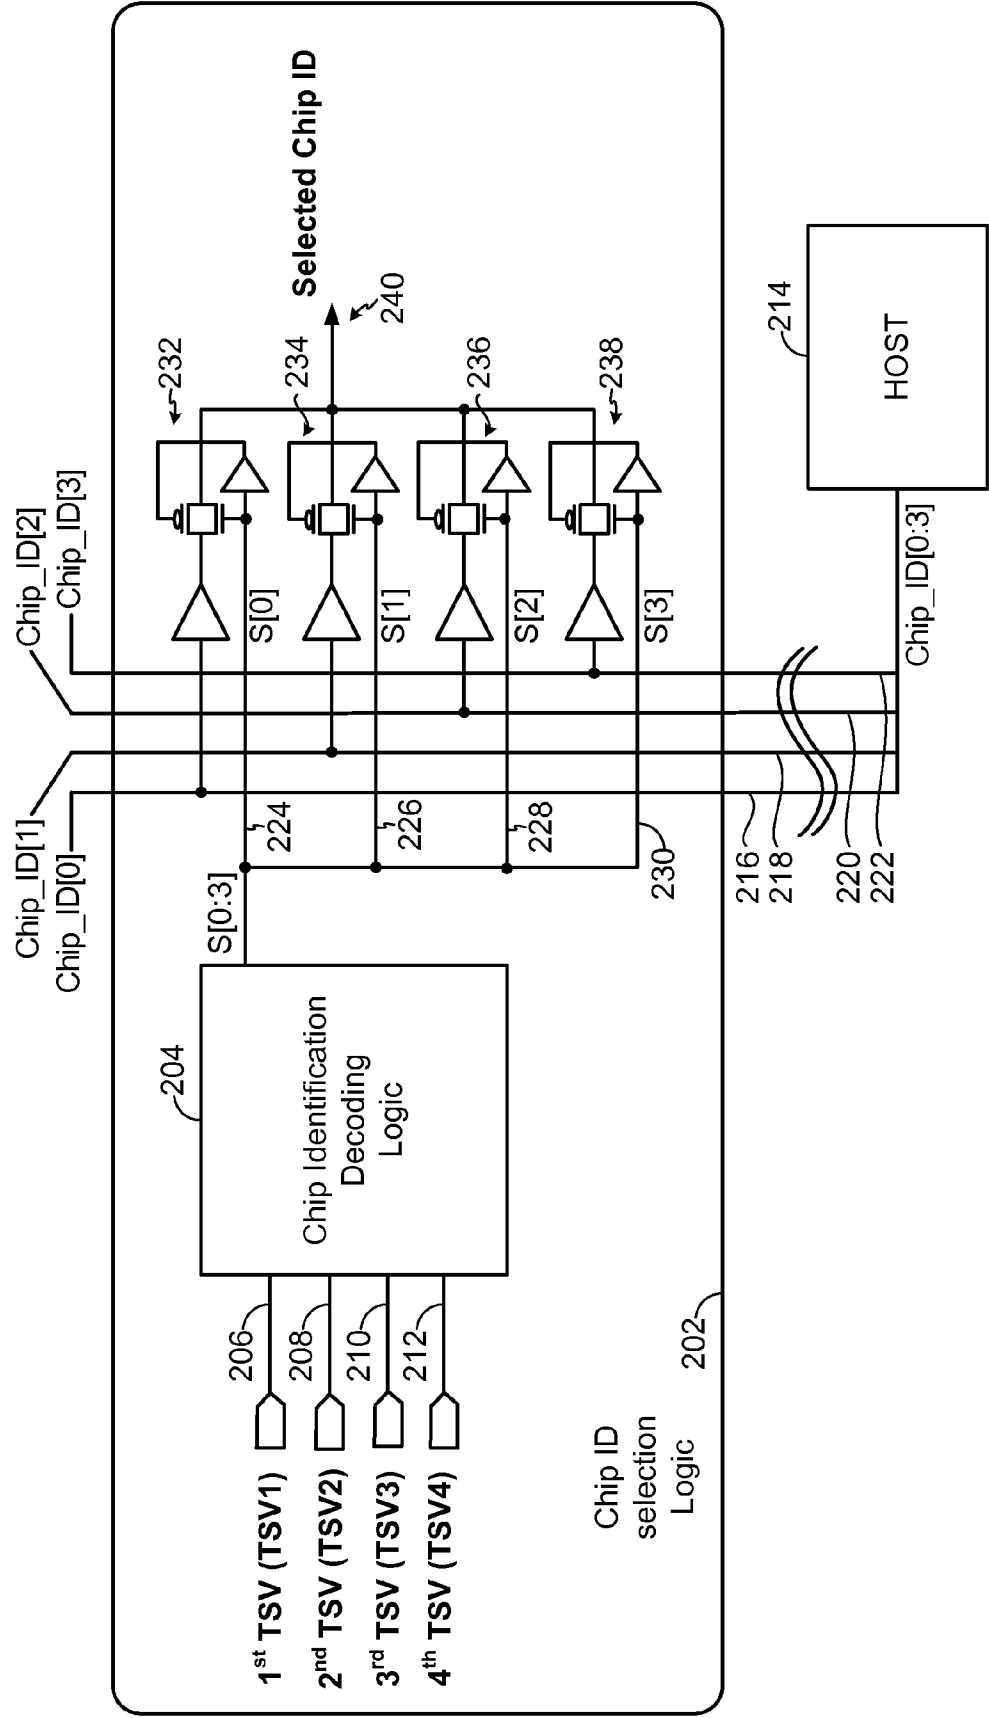 Chip_ID[1]
Chip_ID[0]
Chip_ID[2]
Chip_ID[3]
1st TSV (TSV1)
2nd TSV (TSV2)
3rd TSV (TSV3)
4th TSV (TSV4)
206
208
210
212
204
Chip Identification
Decoding
Logic
S[0:3]
224
226
228
230
S[0]
S[1]
S[2]
S[3]
232
234
236
238
240
Selected Chip ID
Chip ID
selection
Logic
202
216
218
220
222
Chip_ID[0:3]
214
HOST